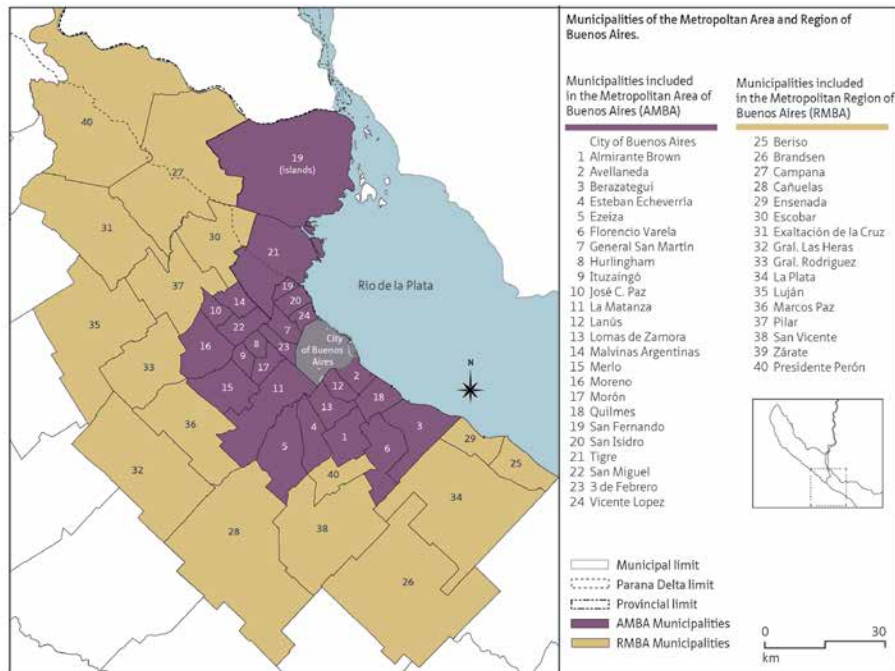 Municipalities of the Metropoltan Area and Region of
Buenos Aires.
Municipalities included
in the Metropolitan Area of
Buenos Aires (AMBA)
City of Buenos Aires
1 Almirante Brown
2 Avellaneda
3 Berazategui
4 Esteban Echeverría
5 Ezeiza
6 Florencio Varela
7 General San Martín
8 Hurlingham
9 Ituzaingó
10 José C. Paz
11 La Matanza
12 Lanús
13 Lomas de Zamora
14 Malvinas Argentinas
15 Merlo
16 Moreno
17 Morón
18 Quilmes
19 San Fernando
20 San Isidro
21 Tigre
22 San Miguel
23 3 de Febrero
24 Vicente Lopez
Municipalities included
in the Metropolitan Region of
Buenos Aires (RMBA)
25 Beriso
26 Brandsen
27 Campana
28 Cañuelas
29 Ensenada
30 Escobar
31 Exaltación de la Cruz
32 Gral. Las Heras
33 Gral. Rodriguez
34 La Plata
35 Luján
36 Marcos Paz
37 Pilar
38 San Vicente
39 Zárate
40 Presidente Perón
Municipal limit
Parana Delta limit
Provincial limit
AMBA Municipalities
RMBA Municipalities
0 30
km
40
19
(islands)
27
31
30
21
37
19
14
20
10
24
22
7
35
16
8
23
City
of Buenos
Aires
9
33
17
2
15
11
12
18
36
13
3
4
1
29
5
6
25
32
40
34
28
38
26
Rio de la Plata
N